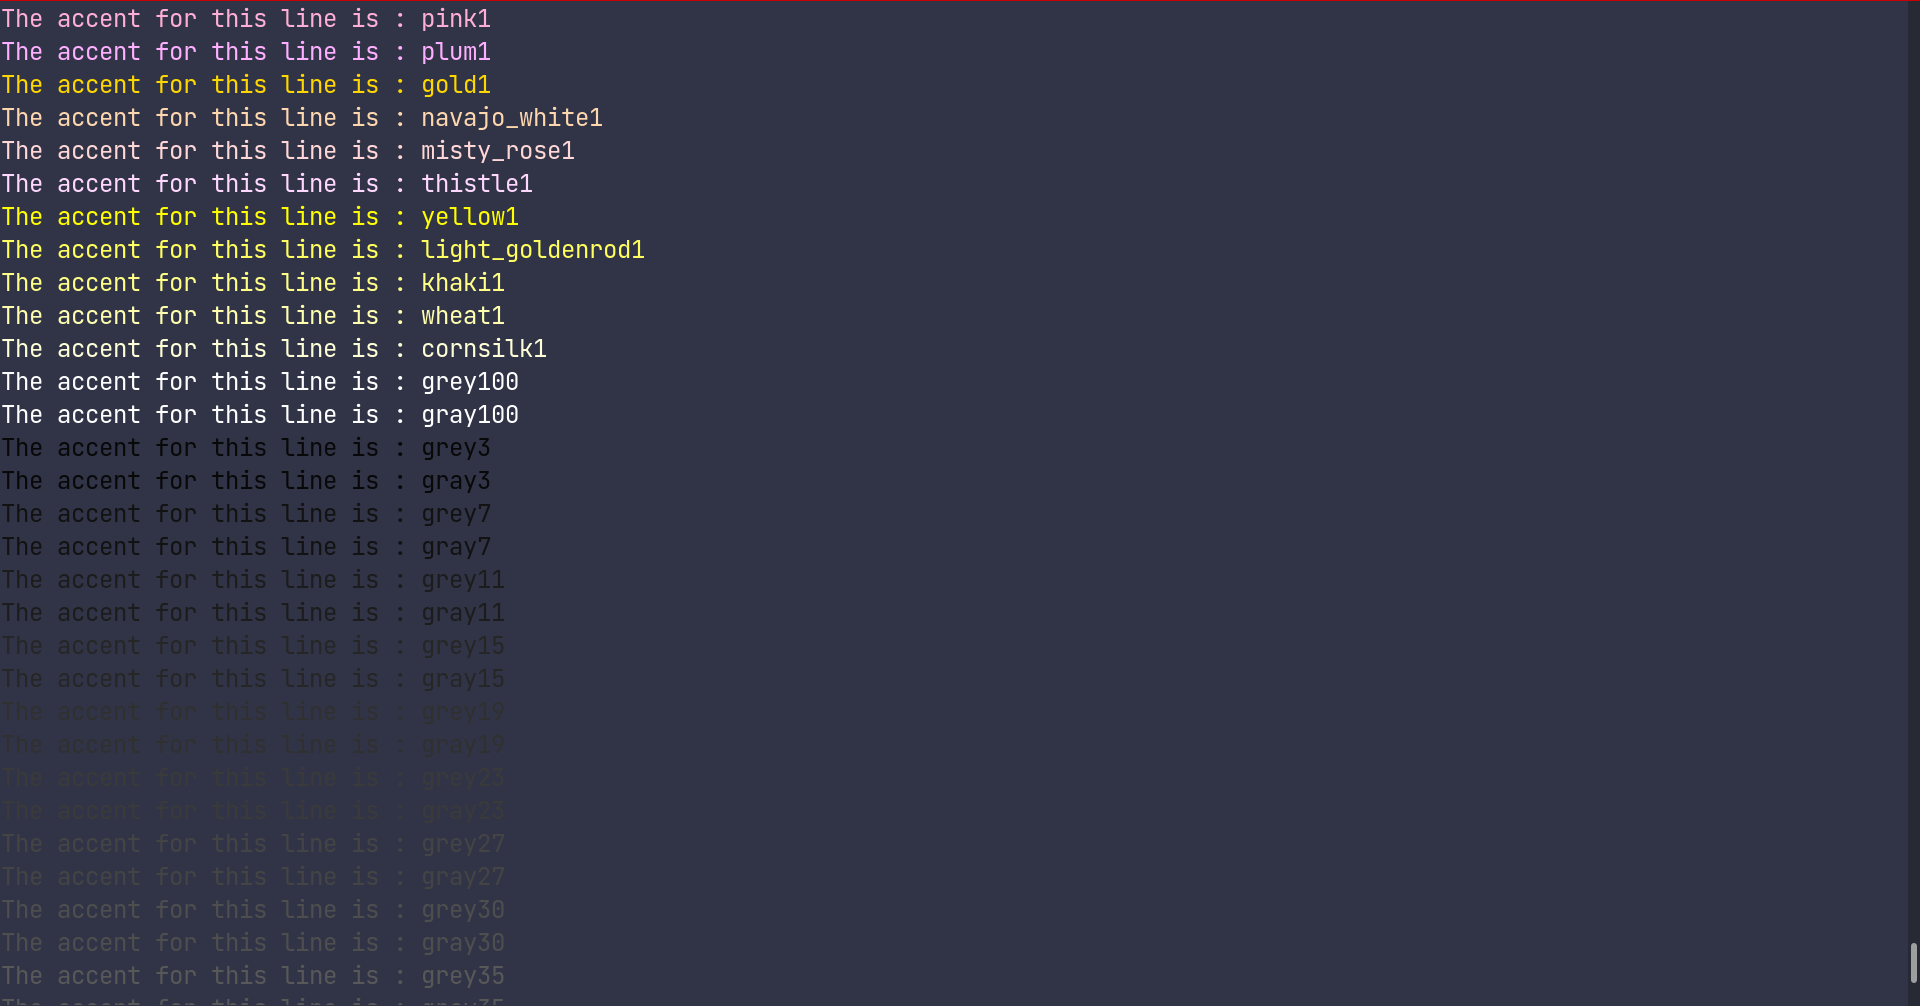 The accent for this line is : pink1
The accent for this line is : plum1
The accent for this line is : gold1
The accent for this line is : navajo_white1
The accent for this line is : misty_rose1
The accent for this line is : thistle1
The accent for this line is : yellow1
The accent for this line is : light_goldenrod1
The accent for this line is : khaki1
The accent for this line is : wheat1
The accent for this line is : cornsilk1
The accent for this line is : grey100
The accent for this line is : gray100
The accent for this line is : grey3
The accent for this line is : gray3
The accent for this line is : grey7
The accent for this line is : gray7
The accent for this line is : grey11
The accent for this line is : gray11
The accent for this line is : grey15
The accent for this line is : gray15
The accent for this line is : grey19
The accent for this line is : gray19
The accent for this line is : grey23
The accent for this line is : gray23
The accent for this line is : grey27
The accent for this line is : gray27
The accent for this line is : grey30
The accent for this line is : gray30
The accent for this line is : grey35
The accent for this line is : gray35